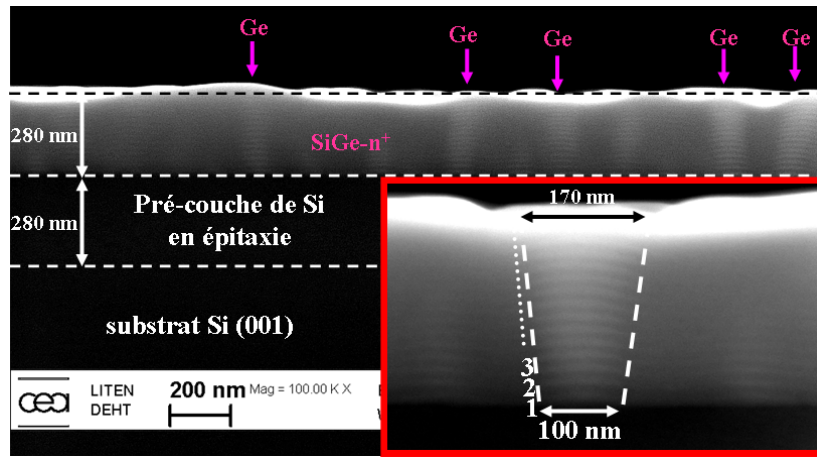 Ge
Ge
Ge
Ge
Ge
280 nm
SiGe-n⁺
280 nm
Pré-couche de Si
en épitaxie
substrat Si (001)
cea
LITEN
DEHT
200 nm
Mag = 100.00 K X
170 nm
3
2
1
100 nm